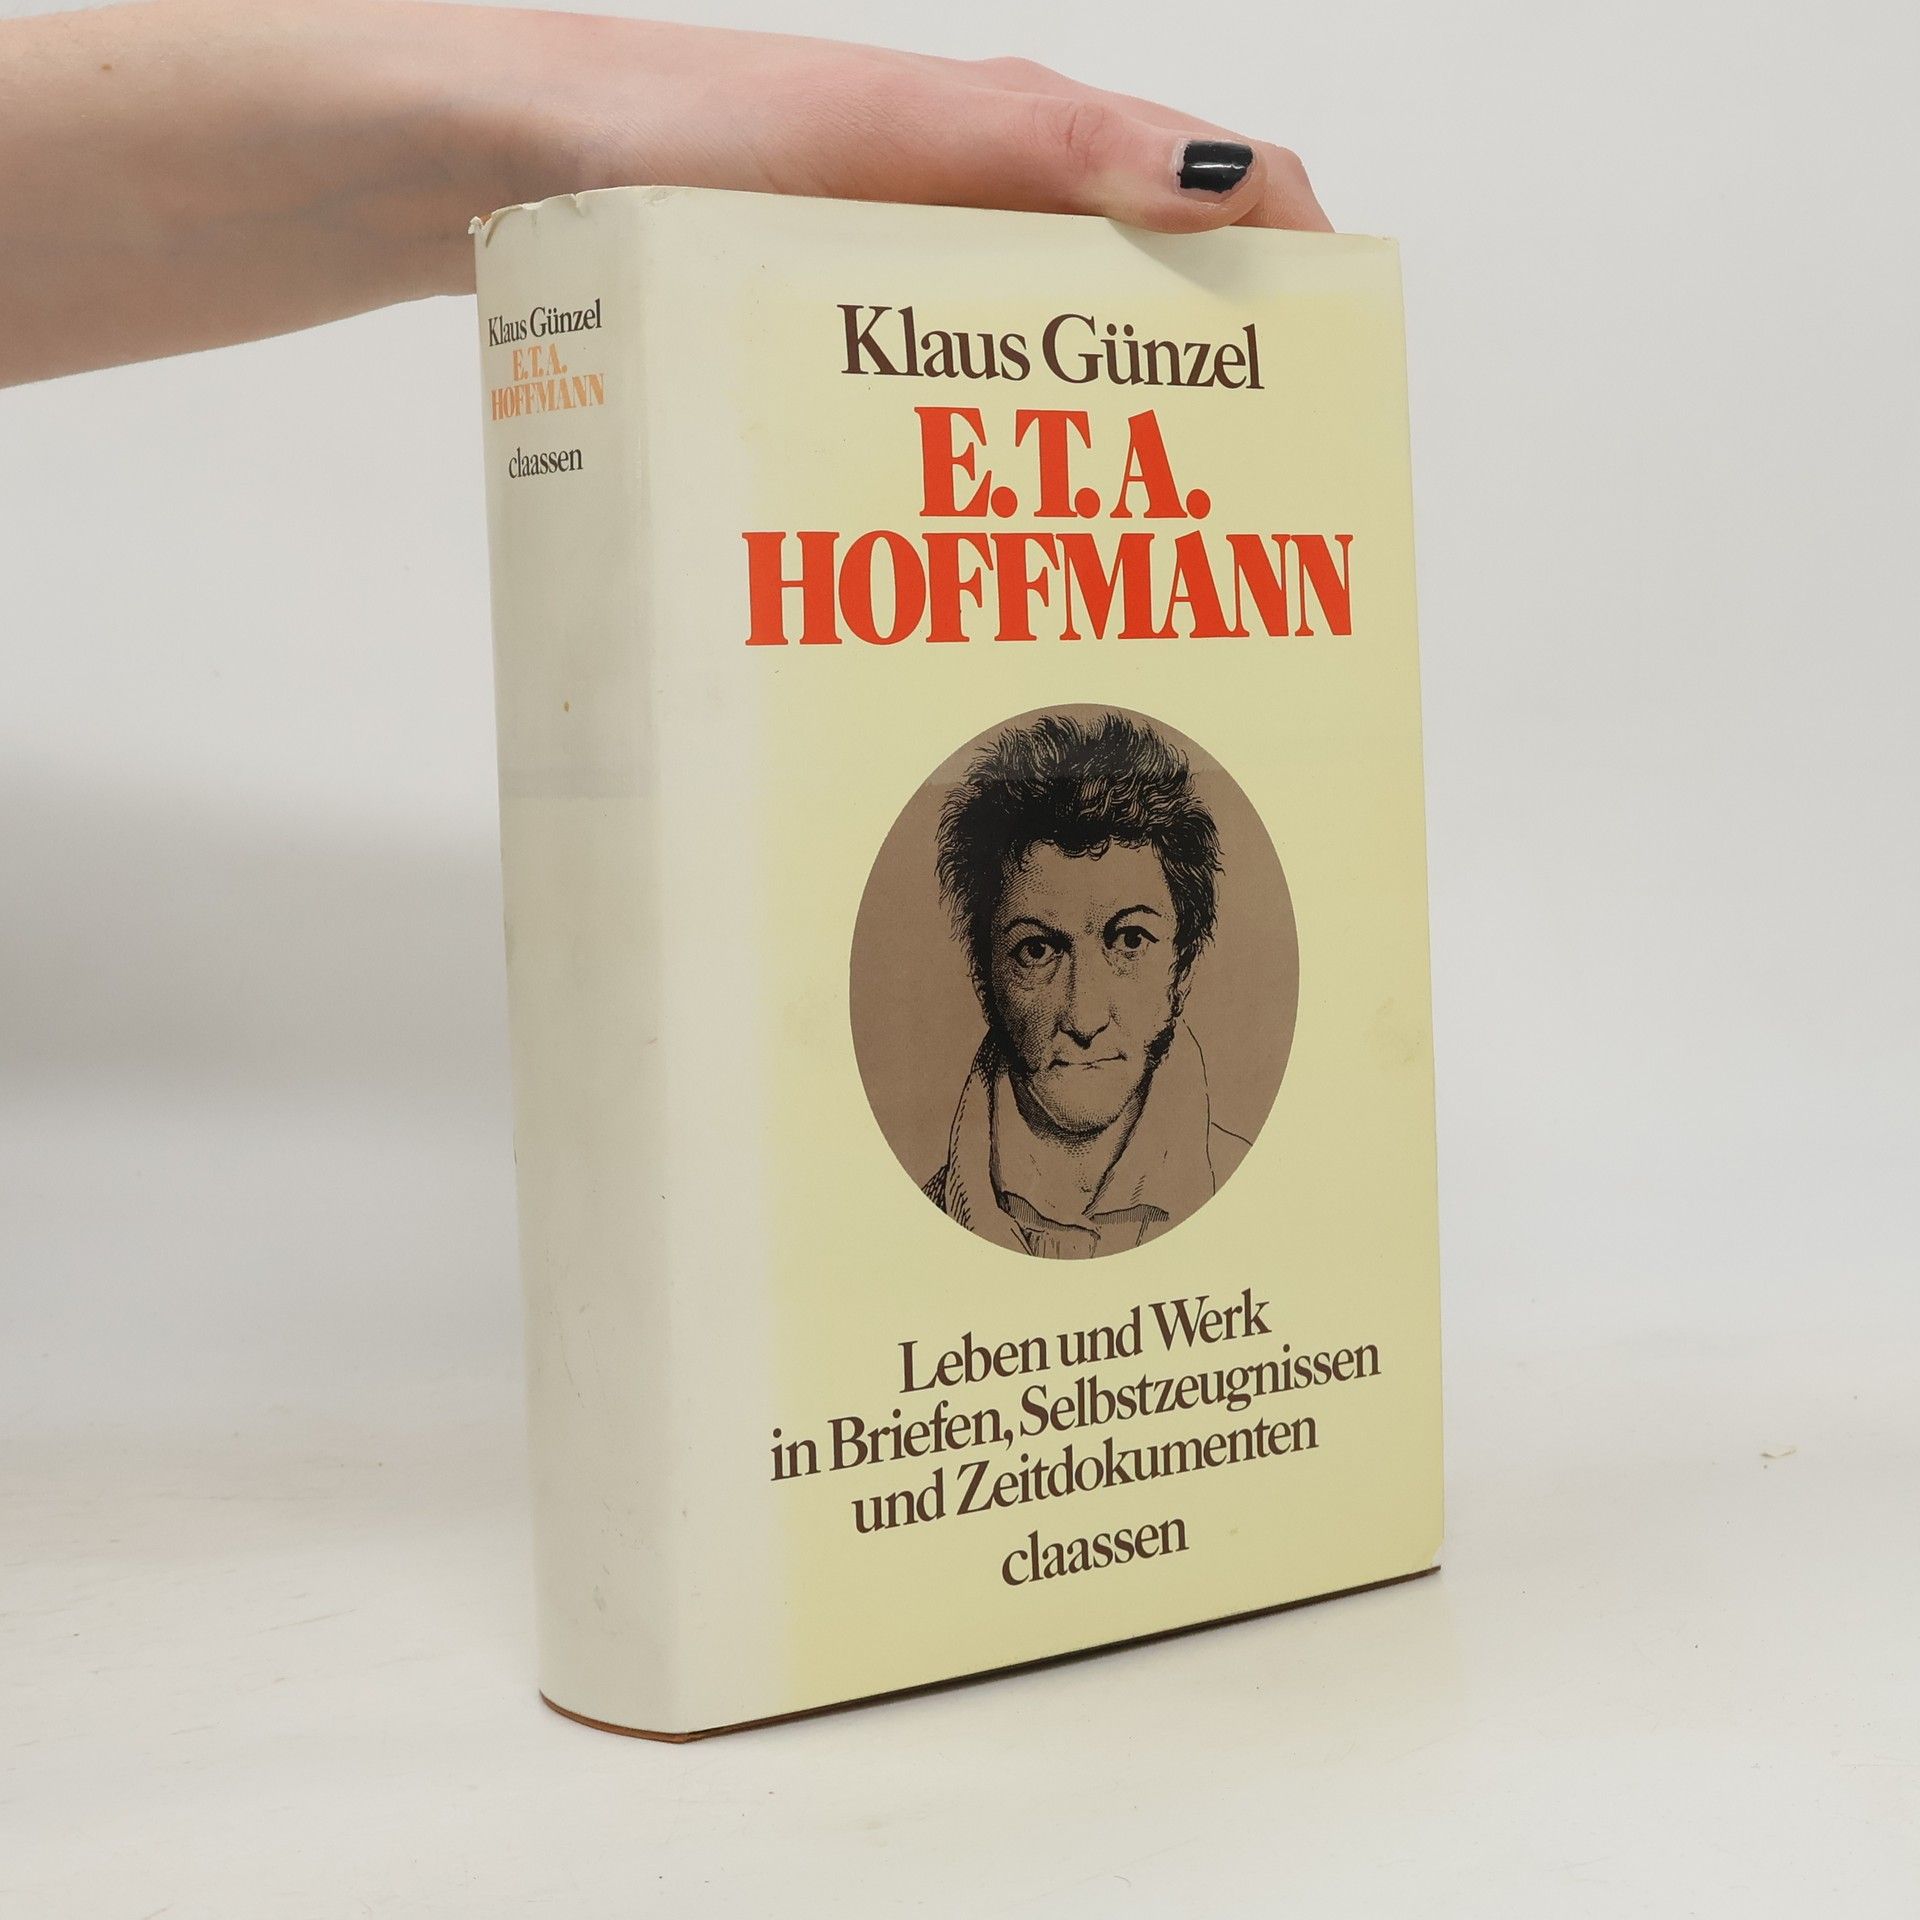 Klaus Günzel
E.T.A.
HOFFMANN
claassen
Klaus Günzel
E.T.A.
HOFFMANN
Leben und Werk
in Briefen, Selbstzeugnissen
und Zeitdokumenten
claassen